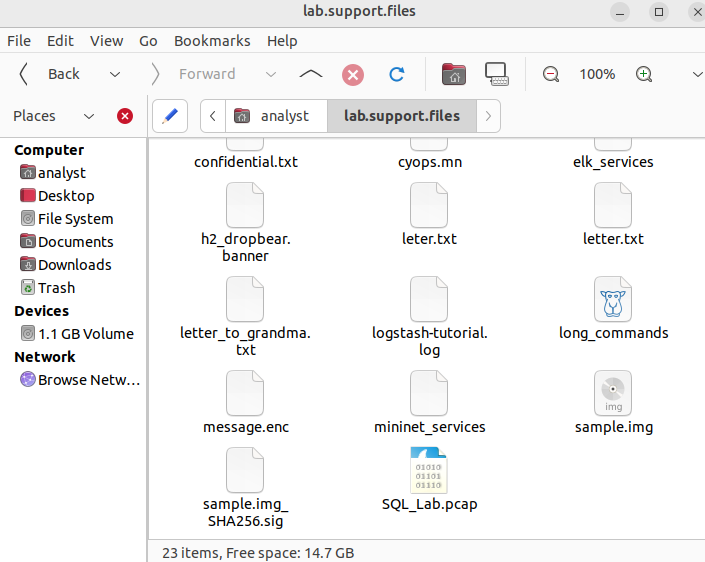 lab.support.files
File Edit View Go Bookmarks Help
Back Forward 100%
Places analyst lab.support.files
Computer
analyst
Desktop
File System
Documents
Downloads
Trash
Devices
1.1 GB Volume
Network
Browse Netw...
confidential.txt cyops.mn elk_services
h2_dropbear.
banner
leter.txt letter.txt
letter_to_grandma.
txt
logstash-tutorial.
log
long_commands
message.enc mininet_services
img
sample.img
sample.img_
SHA256.sig
01010
01101
01110
SQL_Lab.pcap
23 items, Free space: 14.7 GB